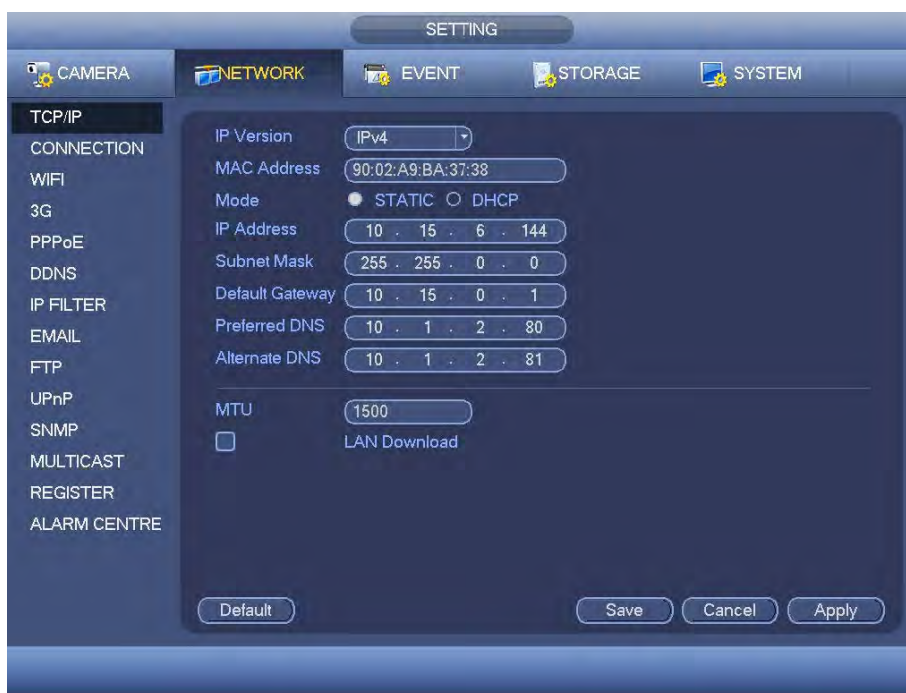 SETTING
CAMERA NETWORK EVENT STORAGE SYSTEM
TCP/IP
CONNECTION
WIFI
3G
PPPoE
DDNS
IP FILTER
EMAIL
FTP
UPnP
SNMP
MULTICAST
REGISTER
ALARM CENTRE
IP Version IPv4
MAC Address 90:02:A9:BA:37:38
Mode STATIC DHCP
IP Address 10 . 15 . 6 . 144
Subnet Mask 255 . 255 . 0 . 0
Default Gateway 10 . 15 . 0 . 1
Preferred DNS 10 . 1 . 2 . 80
Alternate DNS 10 . 1 . 2 . 81
MTU 1500
LAN Download
Default Save Cancel Apply